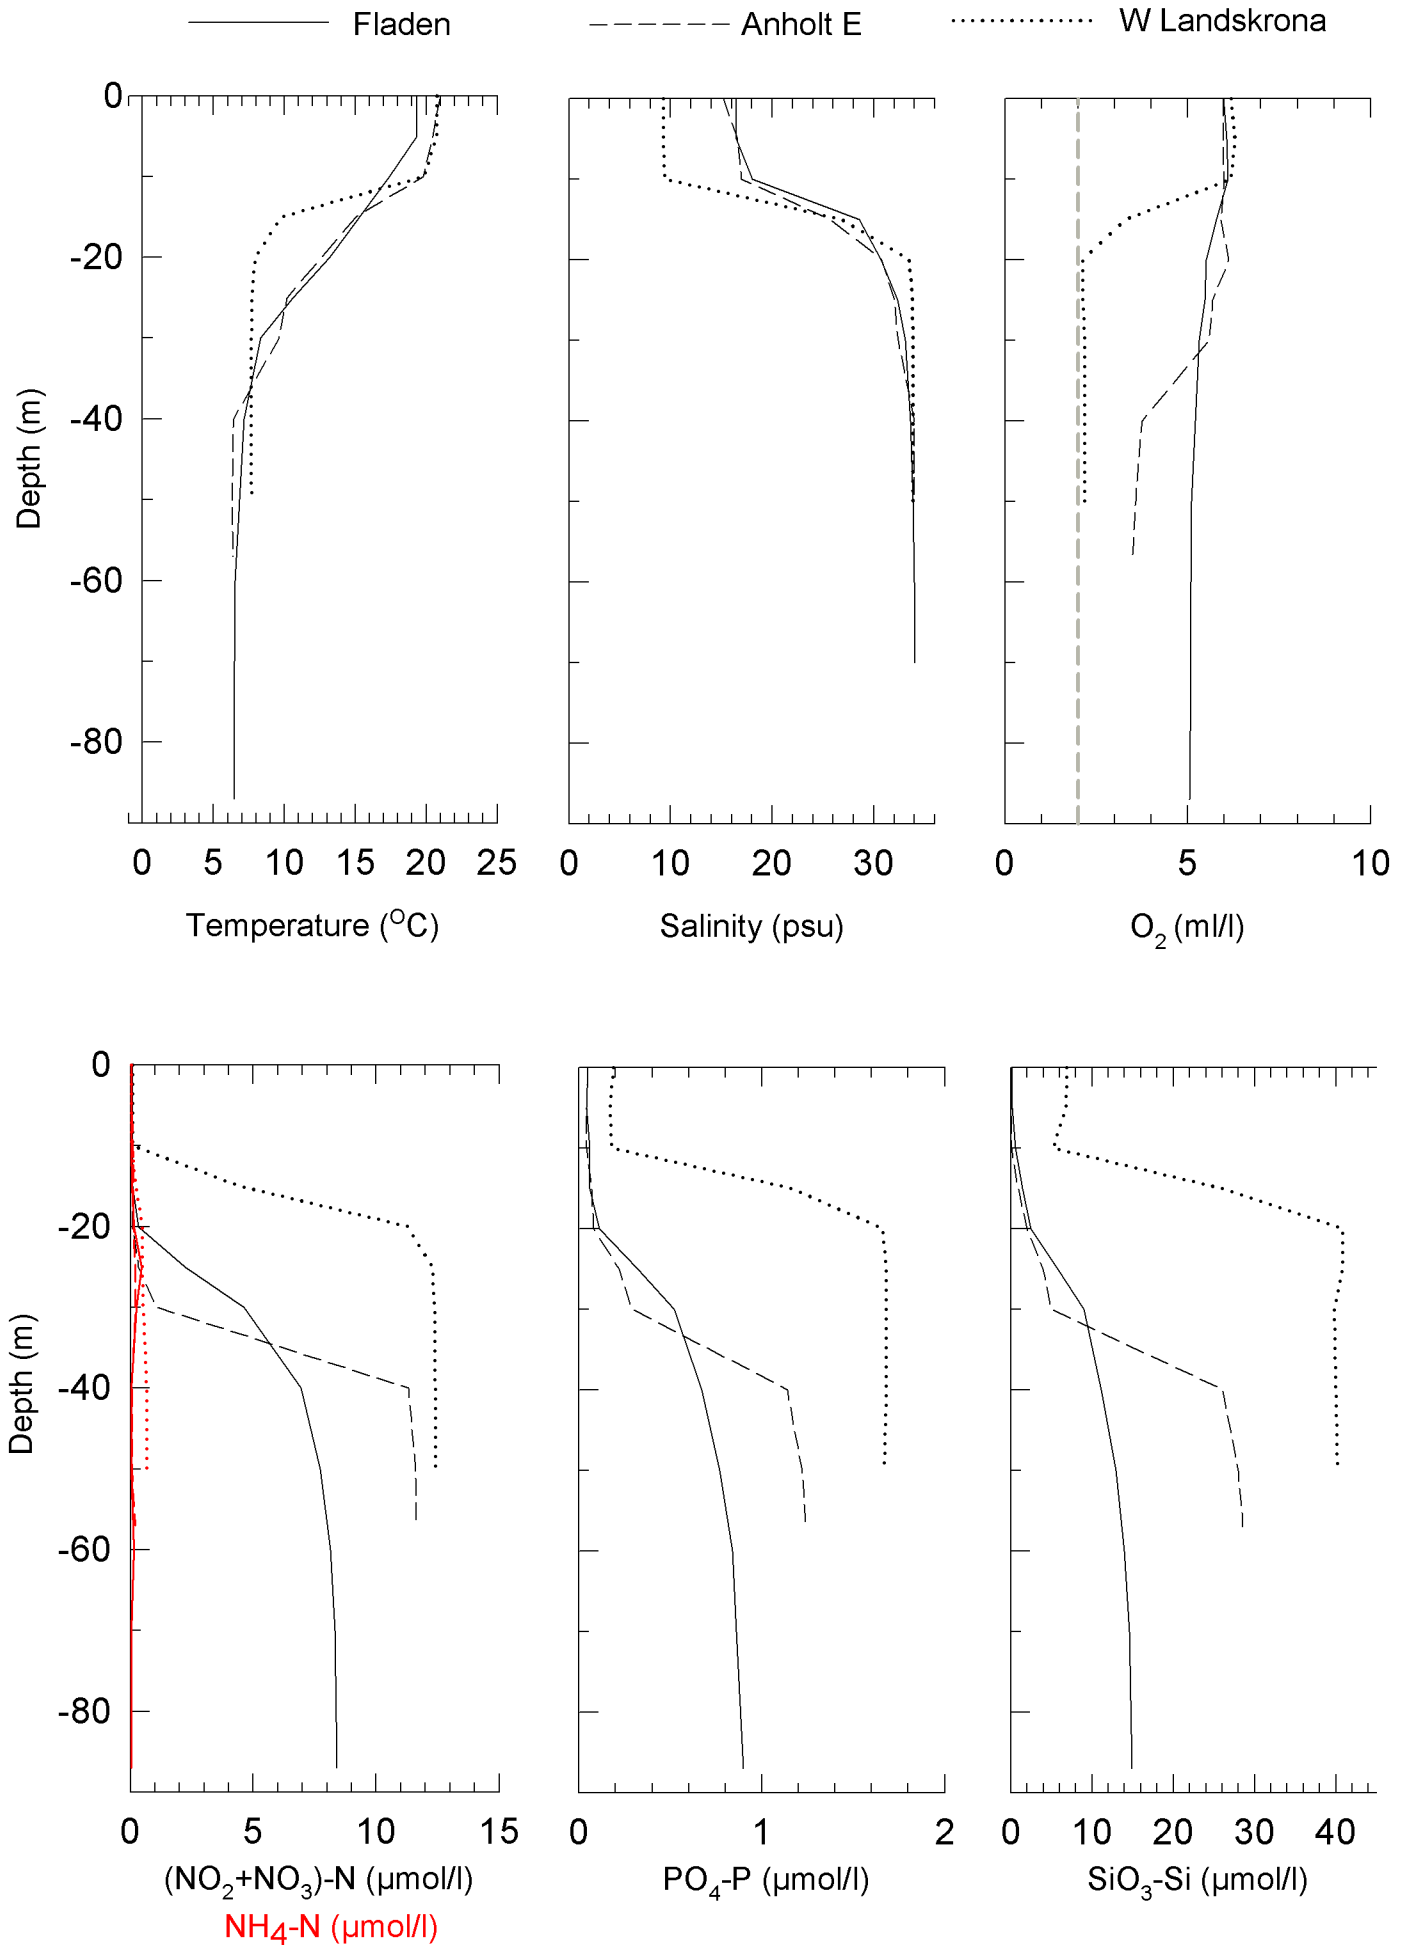 Fladen Anholt E W Landskrona
0
-20
-40
-60
-80
Depth (m)
0 5 10 15 20 25 0 10 20 30 0 5 10
Temperature (OC) Salinity (psu) O2 (ml/l)
0
-20
-40
-60
-80
Depth (m)
0 5 10 15 0 1 2 0 10 20 30 40
(NO2+NO3)-N (µmol/l) PO4-P (µmol/l) SiO3-Si (µmol/l)
NH4-N (µmol/l)